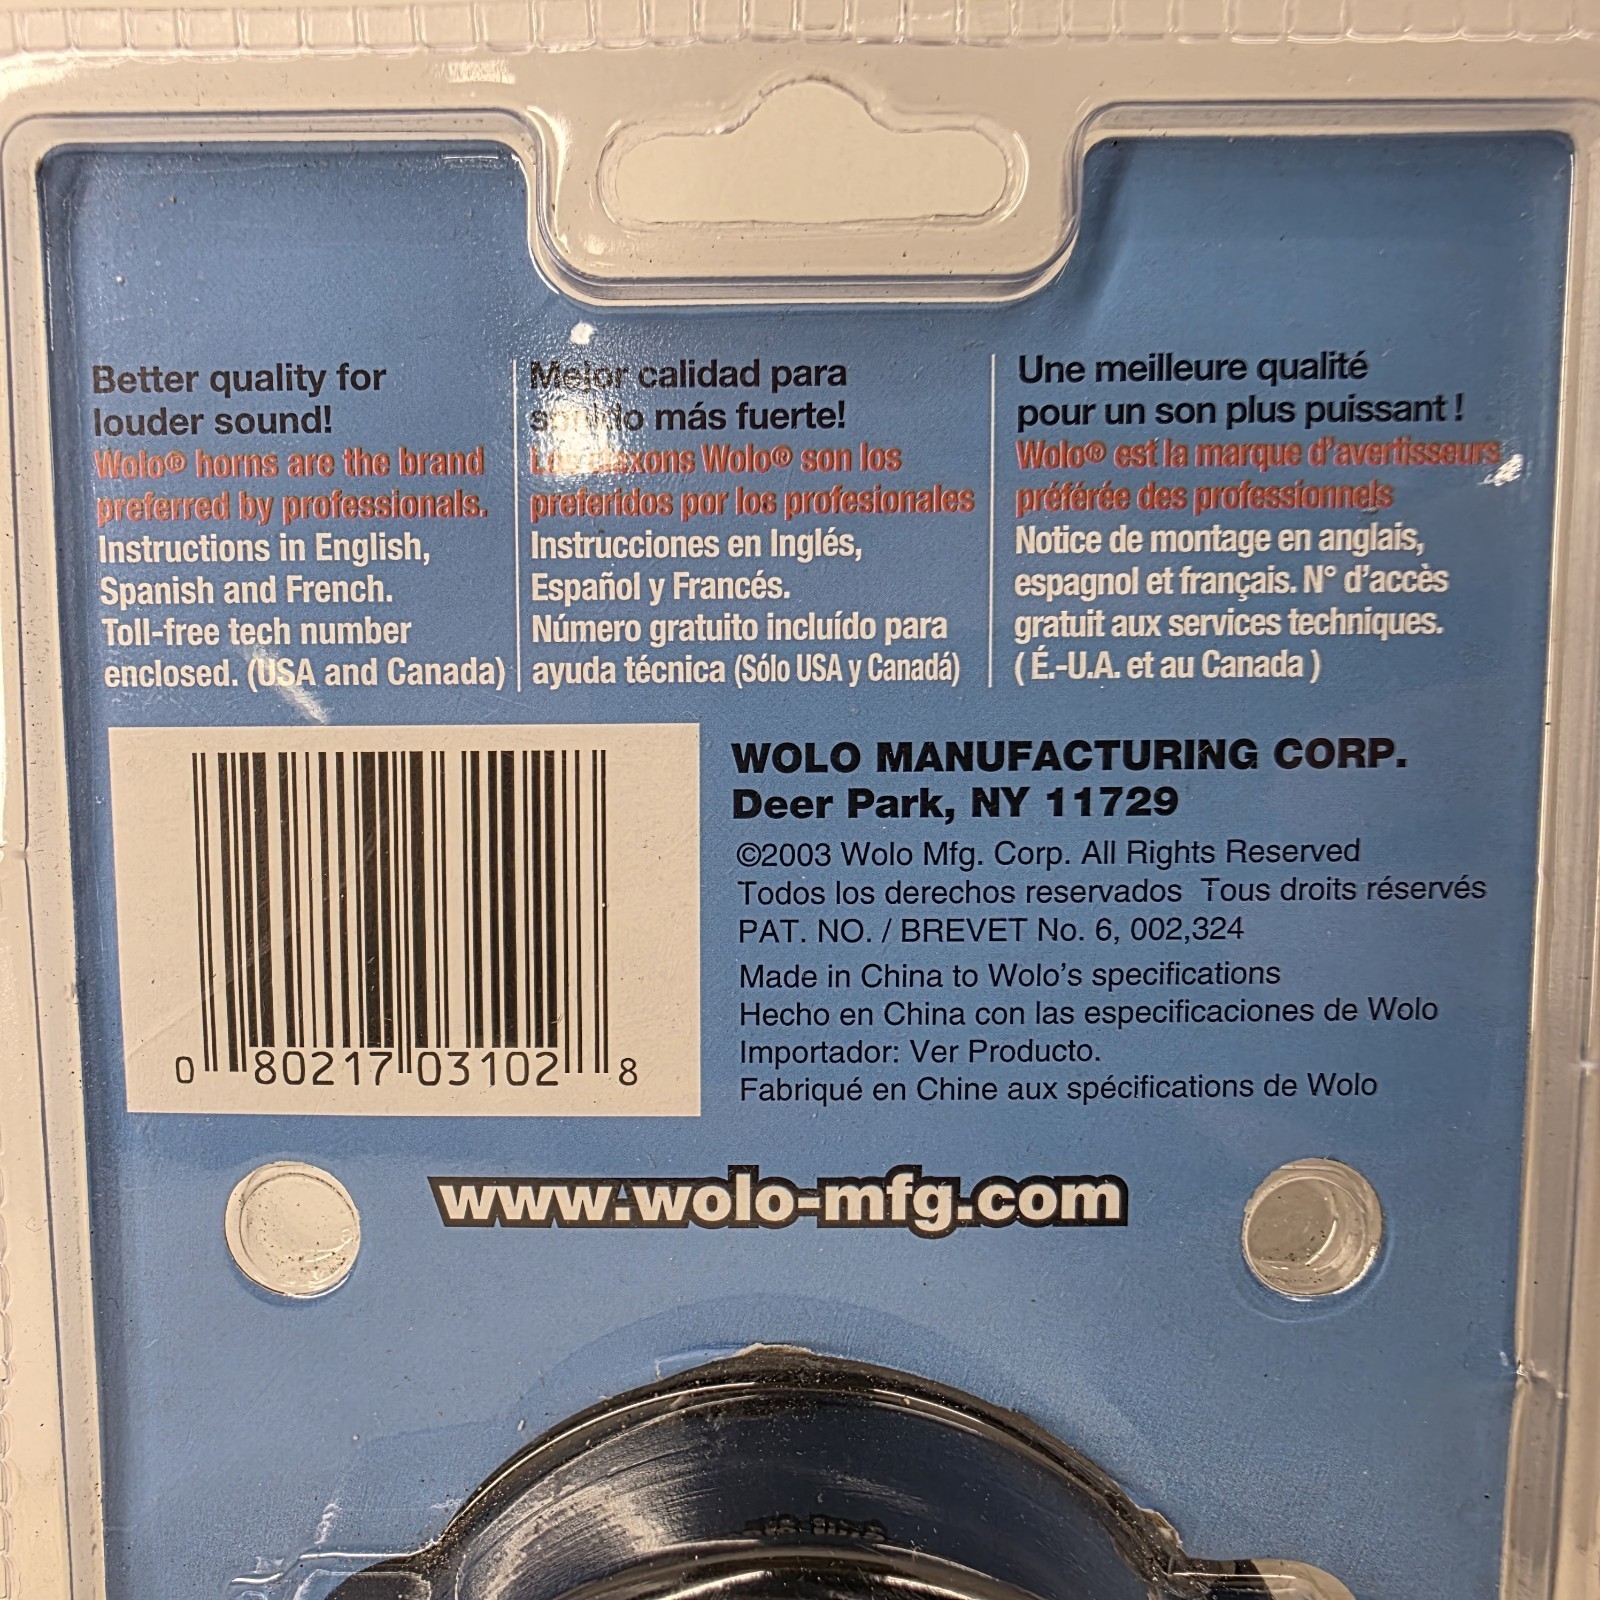 Better quality for
louder sound!
Wolo® horns are the brand
preferred by professionals.
Instructions in English,
Spanish and French.
Toll-free tech number
enclosed. (USA and Canada)
Mejor calidad para
sonido más fuerte!
Los klaxons Wolo® son los
preferidos por los profesionales
Instrucciones en Inglés,
Español y Francés.
Número gratuito incluído para
ayuda técnica (Sólo USA y Canadá)
Une meilleure qualité
pour un son plus puissant !
Wolo® est la marque d'avertisseurs
préférée des professionnels
Notice de montage en anglais,
espagnol et français. N° d'accès
gratuit aux services techniques.
( É.-U.A. et au Canada )
0 80217 03102 8
WOLO MANUFACTURING CORP.
Deer Park, NY 11729
©2003 Wolo Mfg. Corp. All Rights Reserved
Todos los derechos reservados Tous droits réservés
PAT. NO. / BREVET No. 6, 002,324
Made in China to Wolo's specifications
Hecho en China con las especificaciones de Wolo
Importador: Ver Producto.
Fabriqué en Chine aux spécifications de Wolo
www.wolo-mfg.com